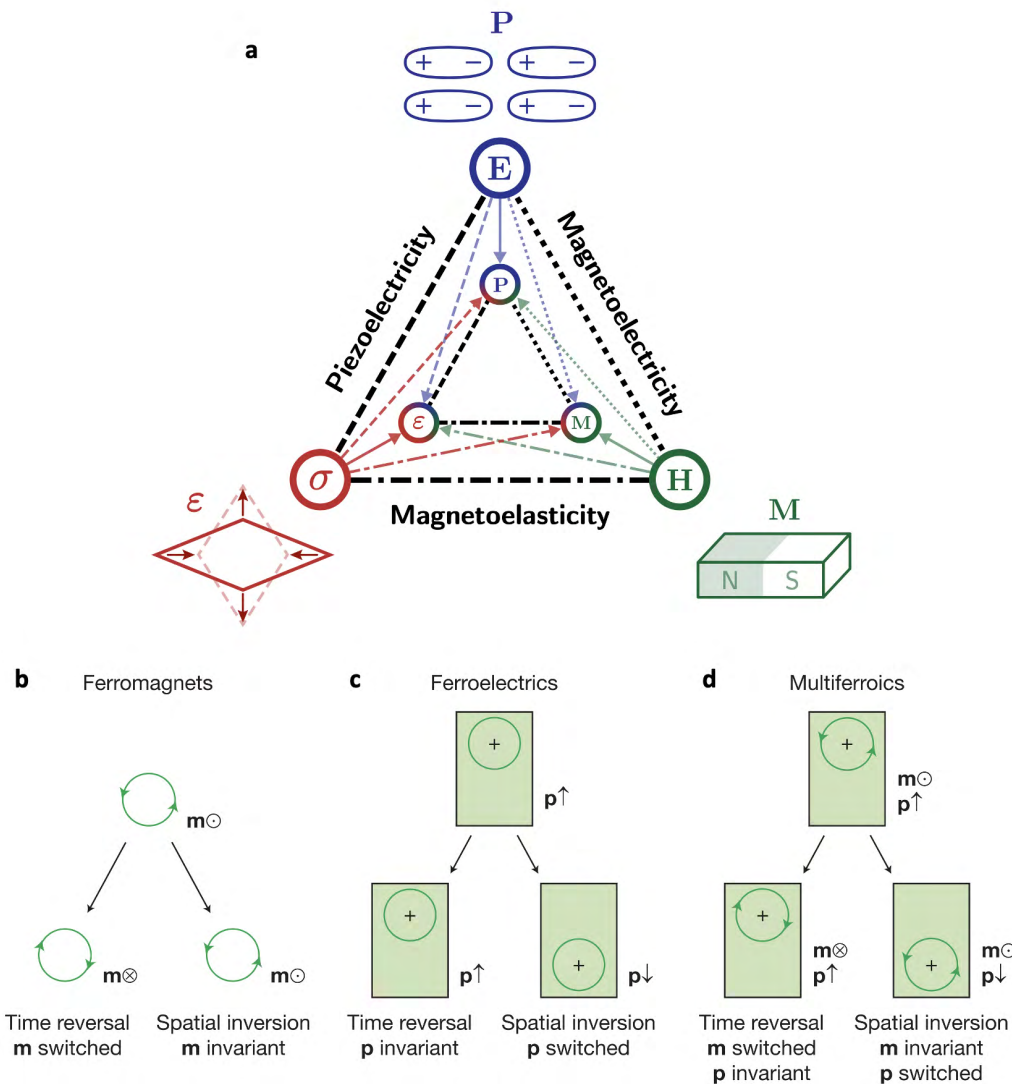 P
a
+ − + −
+ − + −
E
Piezoelectricity
Magnetoelectricity
P
ε
M
σ
H
Magnetoelasticity
ε
M
N S
b Ferromagnets
m⊙
m⊗
m⊙
Time reversal
m switched
Spatial inversion
m invariant
c Ferroelectrics
+
p↑
+
p↑
+
p↓
Time reversal
p invariant
Spatial inversion
p switched
d Multiferroics
+
m⊙
p↑
+
m⊗
p↑
+
m⊙
p↓
Time reversal
m switched
p invariant
Spatial inversion
m invariant
p switched